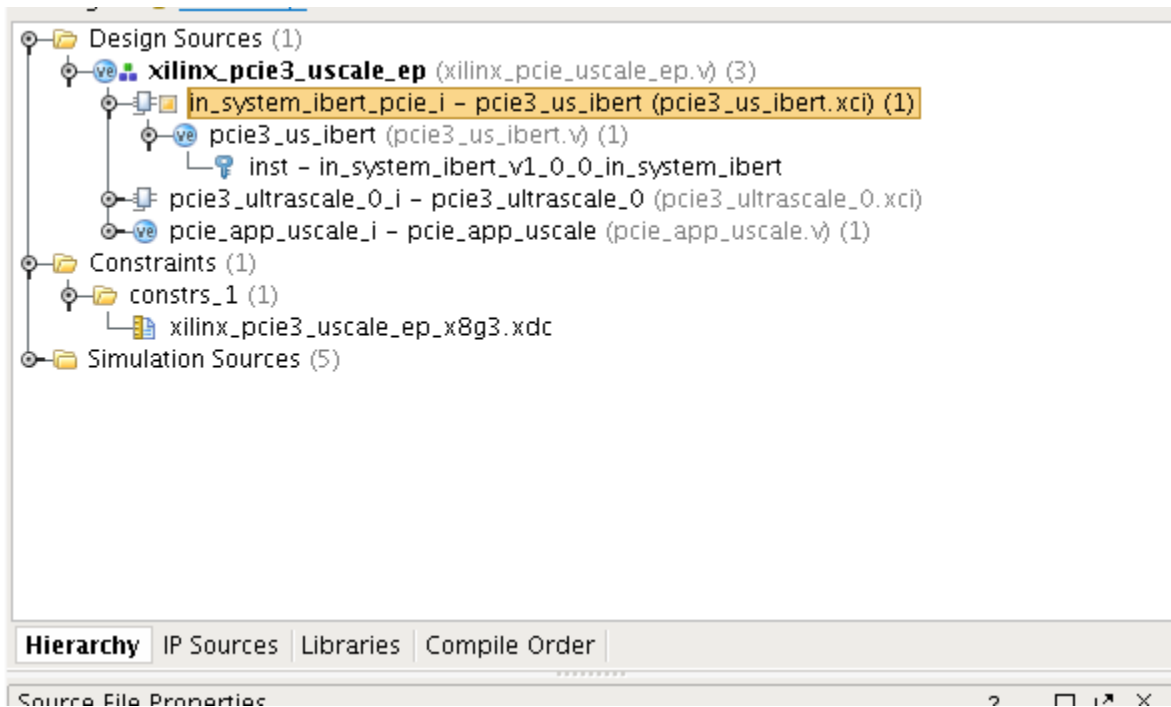 Design Sources (1)
xilinx_pcie3_uscale_ep (xilinx_pcie_uscale_ep.v) (3)
in_system_ibert_pcie_i – pcie3_us_ibert (pcie3_us_ibert.xci) (1)
pcie3_us_ibert (pcie3_us_ibert.v) (1)
inst – in_system_ibert_v1_0_0_in_system_ibert
pcie3_ultrascale_0_i – pcie3_ultrascale_0 (pcie3_ultrascale_0.xci)
pcie_app_uscale_i – pcie_app_uscale (pcie_app_uscale.v) (1)
Constraints (1)
constrs_1 (1)
xilinx_pcie3_uscale_ep_x8g3.xdc
Simulation Sources (5)
Hierarchy IP Sources Libraries Compile Order
Source File Properties ?